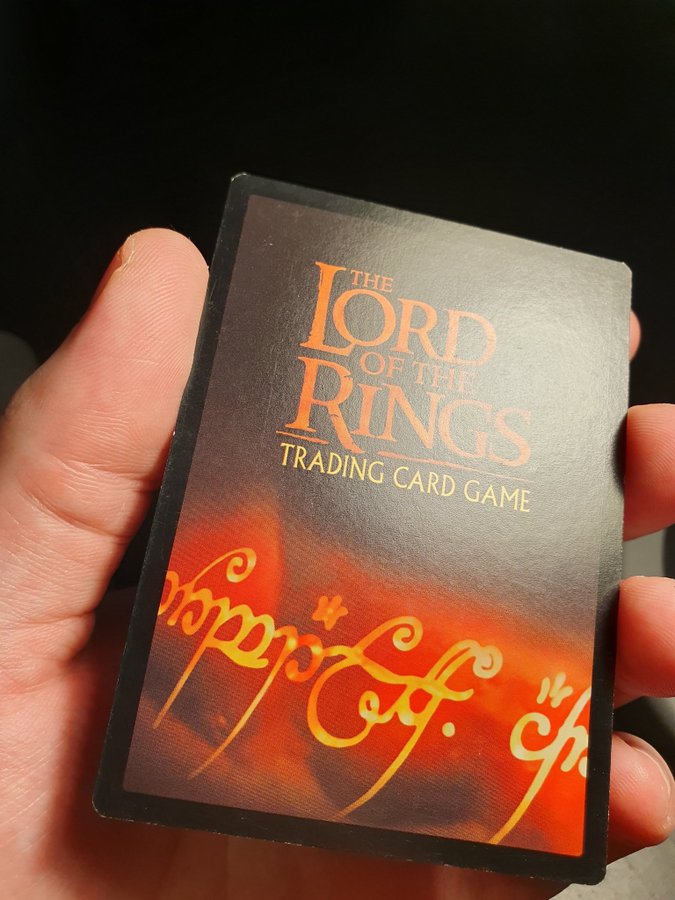 THE
LORD
OF THE
RINGS
TRADING CARD GAME